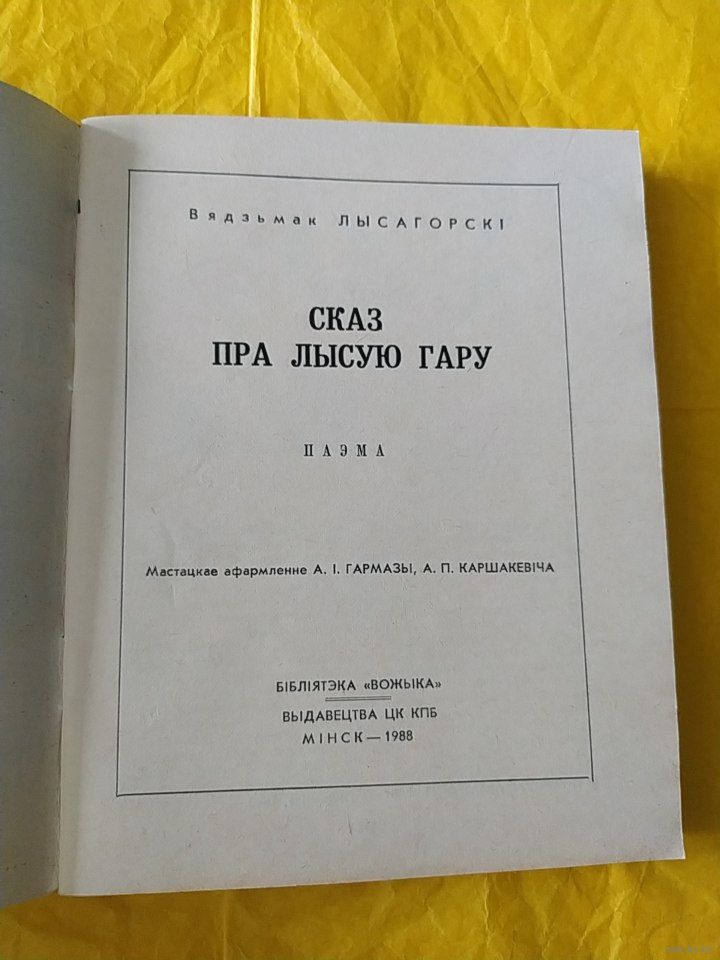 Вядзьмак ЛЫСАГОРСКІ
СКАЗ
ПРА ЛЫСУЮ ГАРУ
ПАЭМА
Мастацкае афармленне А. І. ГАРМАЗЫ, А. П. КАРШАКЕВІЧА
БІБЛІЯТЭКА «ВОЖЫКА»
ВЫДАВЕЦТВА ЦК КПБ
МІНСК — 1988